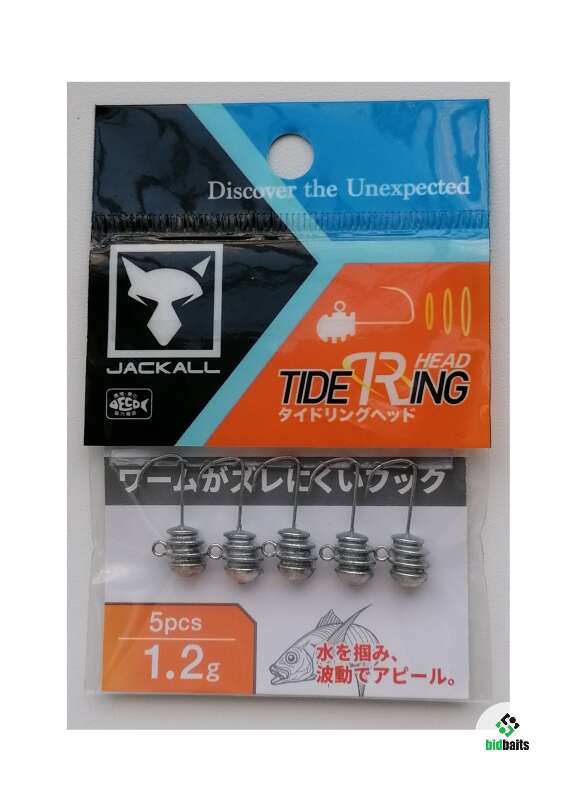 Discover the Unexpected
JACKALL
ECO
HEAD
TIDE RING
タイドリングヘッド
ワームがズレにくいフック
5pcs
1.2g
水を掴み、
波動でアピール。
bidbaits